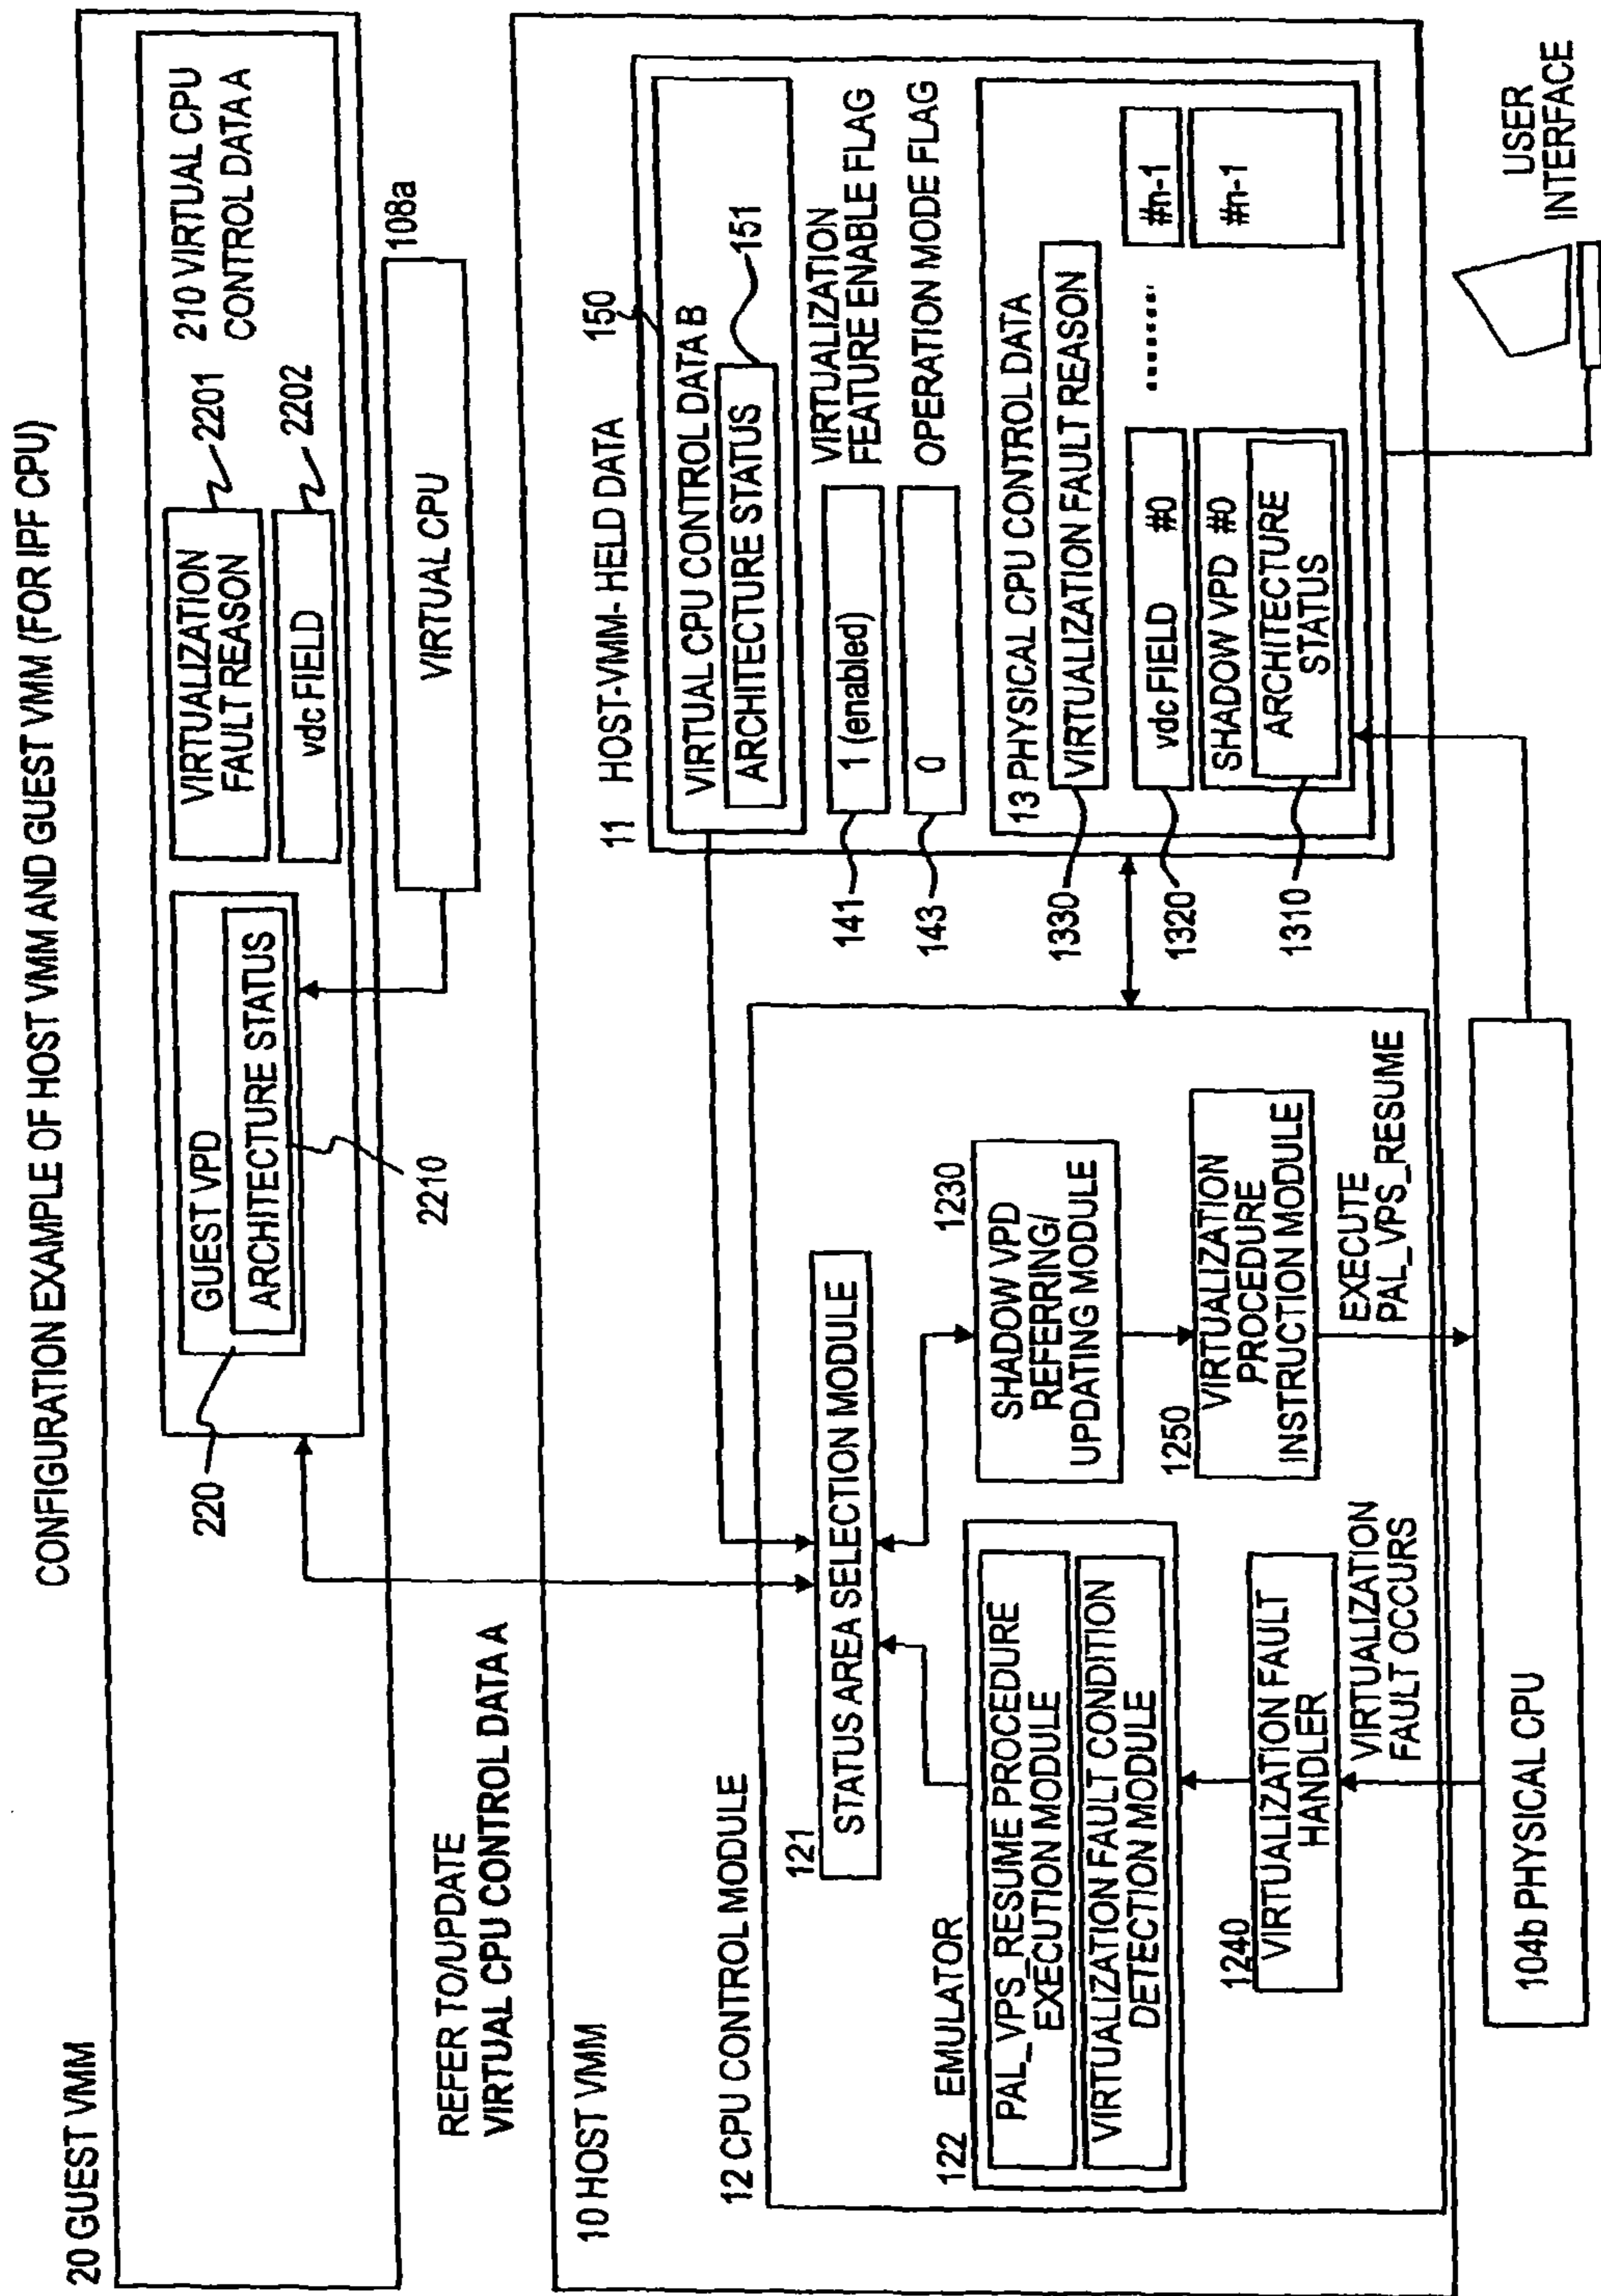 CONFIGURATION EXAMPLE OF HOST VMM AND GUEST VMM (FOR IPF CPU)
20 GUEST VMM
220
GUEST VPD
ARCHITECTURE STATUS
2210
VIRTUALIZATION
FAULT REASON
2201
vdc FIELD
2202
210 VIRTUAL CPU
CONTROL DATA A
REFER TO/UPDATE
VIRTUAL CPU CONTROL DATA A
VIRTUAL CPU
108a
10 HOST VMM
12 CPU CONTROL MODULE
121
STATUS AREA SELECTION MODULE
122 EMULATOR
PAL_VPS_RESUME PROCEDURE
EXECUTION MODULE
VIRTUALIZATION FAULT CONDITION
DETECTION MODULE
1230
SHADOW VPD
REFERRING/
UPDATING MODULE
1240
VIRTUALIZATION FAULT
HANDLER
1250
VIRTUALIZATION
PROCEDURE
INSTRUCTION MODULE
VIRTUALIZATION
FAULT OCCURS
EXECUTE
PAL_VPS_RESUME
104b PHYSICAL CPU
11 HOST-VMM-HELD DATA
150
VIRTUAL CPU CONTROL DATA B
ARCHITECTURE STATUS
151
141
1 (enabled)
VIRTUALIZATION
FEATURE ENABLE FLAG
143
0
OPERATION MODE FLAG
13 PHYSICAL CPU CONTROL DATA
1330
VIRTUALIZATION FAULT REASON
1320
vdc FIELD #0
#n-1
SHADOW VPD #0
#n-1
1310
ARCHITECTURE
STATUS
USER
INTERFACE